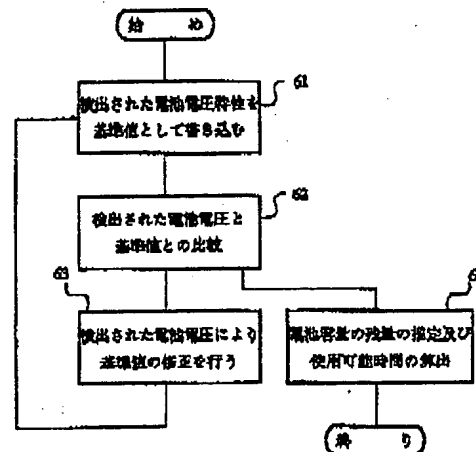 始 め
61
検出された電池電圧特性を
基準値として書き込む
62
検出された電池電圧と
基準値との比較
63
検出された電池電圧により
基準値の修正を行う
6
電池容量の残量の推定及び
使用可能時間の算出
終 り